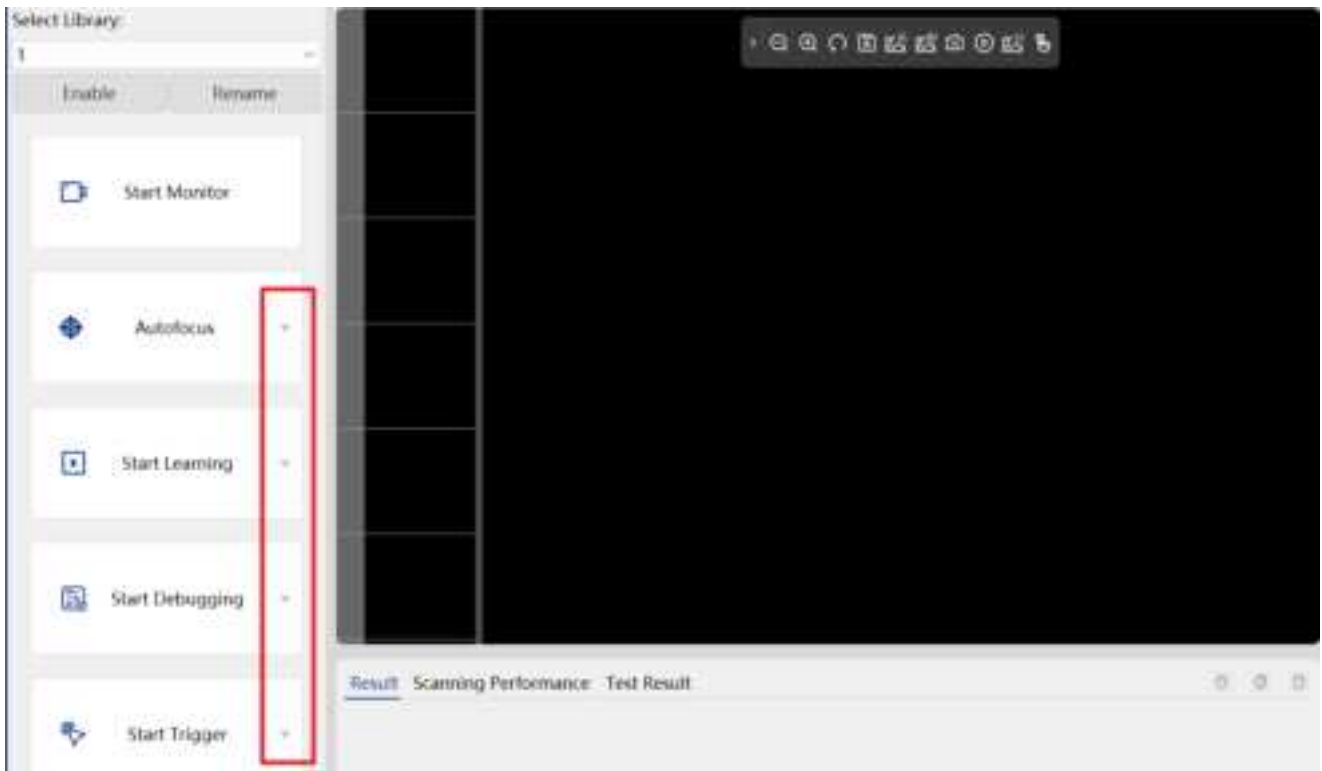 Select Library:
1
Enable Rename
Start Monitor
Autofocus
Start Learning
Start Debugging
Start Trigger
Result Scanning Performance Test Result